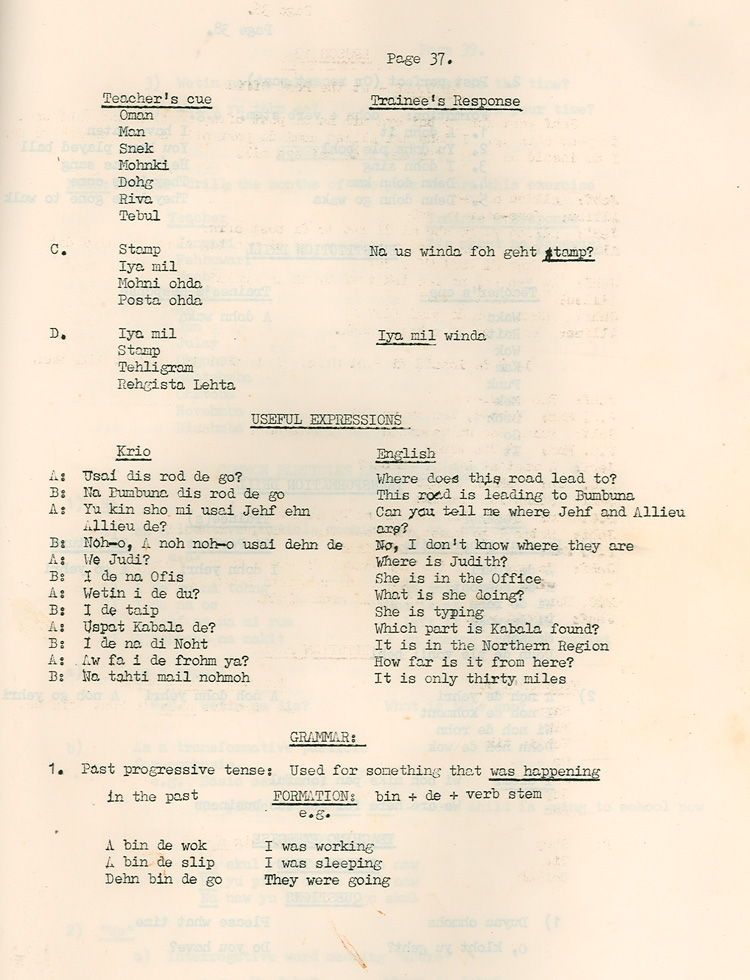 Page 37.
Teacher's cue Trainee's Response
Oman
Man
Snek
Mohnki
Dohg
Riva
Tebul
C. Stamp Na us winda foh geht stamp?
Iya mil
Mohni ohda
Posta ohda
D. Iya mil Iya mil winda
Stamp
Tehligram
Rehgista Lehta
USEFUL EXPRESSIONS
Krio English
A: Usai dis rod de go? Where does this road lead to?
B: Na Bumbuna dis rod de go This road is leading to Bumbuna
A: Yu kin sho mi usai Jehf ehn Can you tell me where Jehf and Allieu
Allieu de? are?
B: Noh-o, A noh noh-o usai dehn de No, I don't know where they are
A: We Judi? Where is Judith?
B: I de na Ofis She is in the Office
A: Wetin i de du? What is she doing?
B: I de taip She is typing
A: Uspat Kabala de? Which part is Kabala found?
B: I de na di Noht It is in the Northern Region
A: Aw fa i de frohm ya? How far is it from here?
B: Na tahti mail nohmoh It is only thirty miles
GRAMMAR:
1. Past progressive tense: Used for something that was happening
in the past FORMATION: bin + de + verb stem
e.g.
A bin de wok I was working
A bin de slip I was sleeping
Dehn bin de go They were going